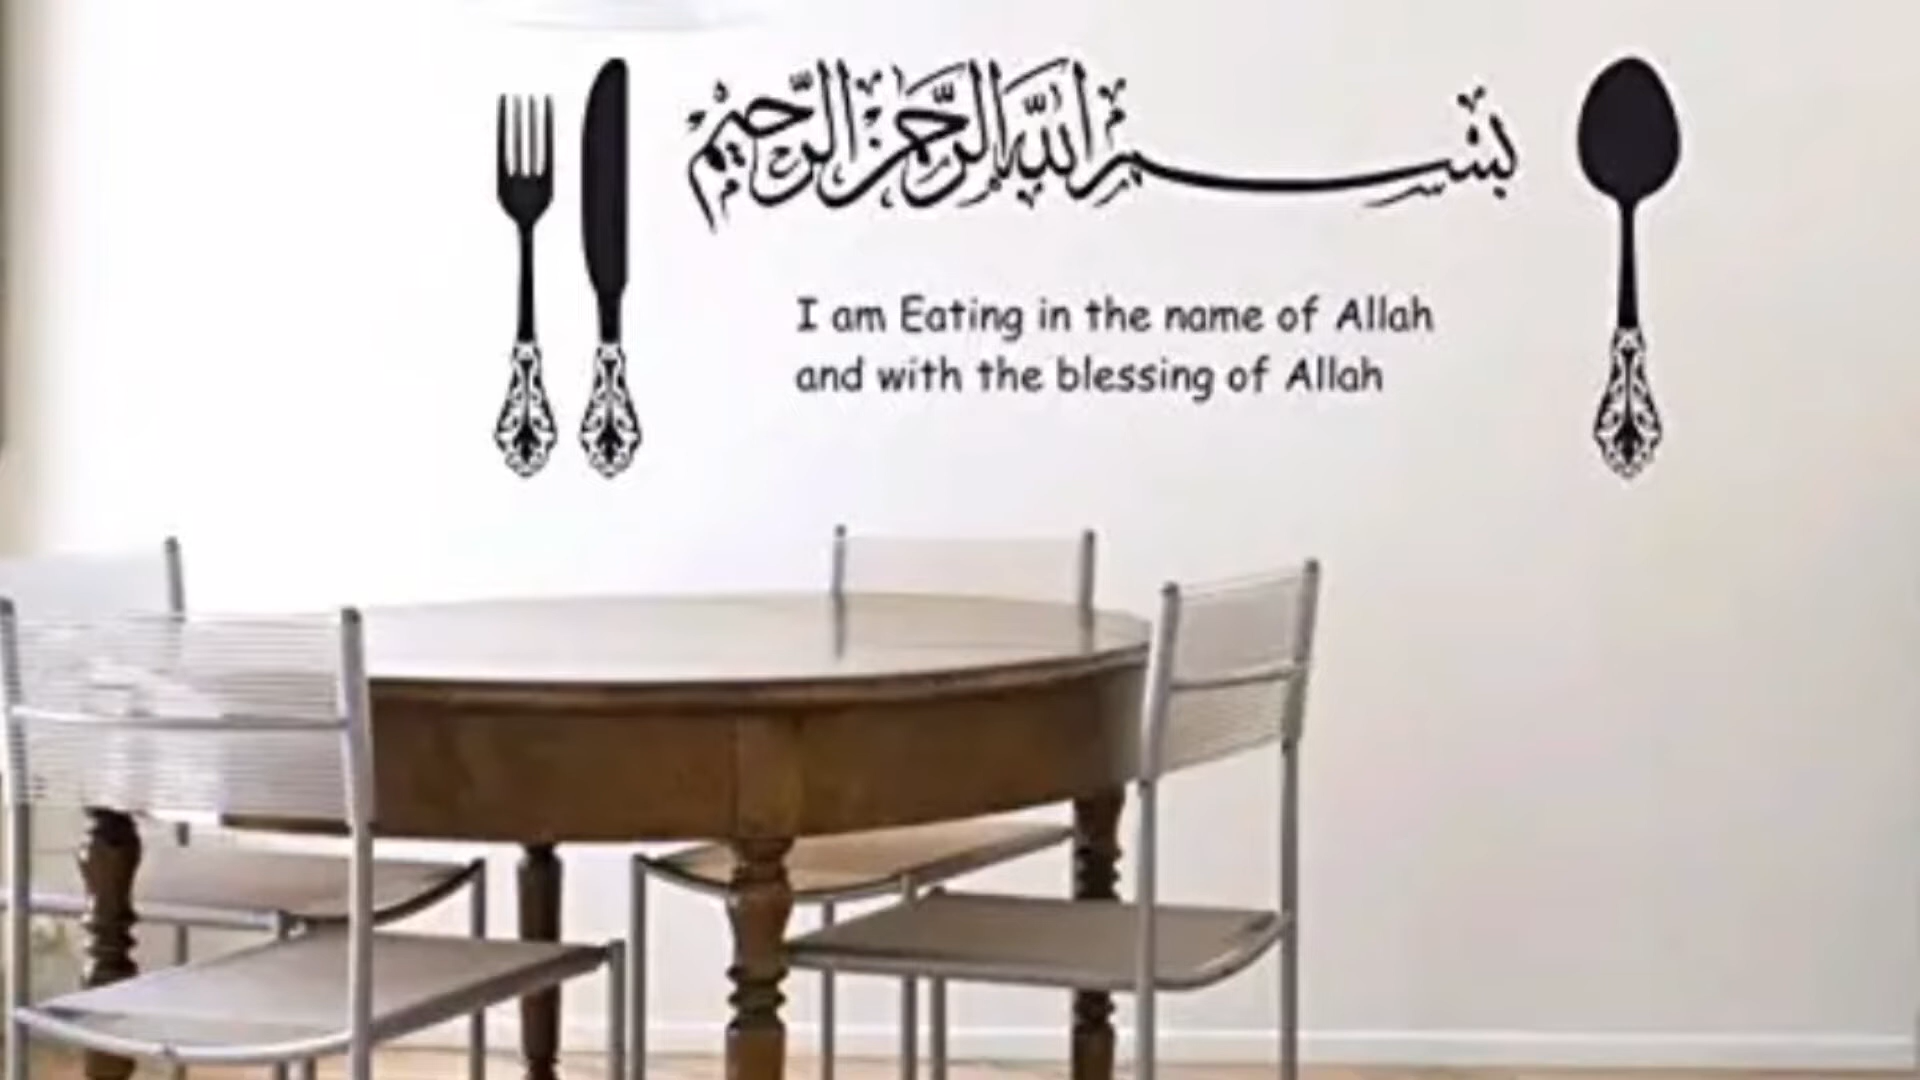 بسم الله الرحمن الرحيم
I am Eating in the name of Allah
and with the blessing of Allah